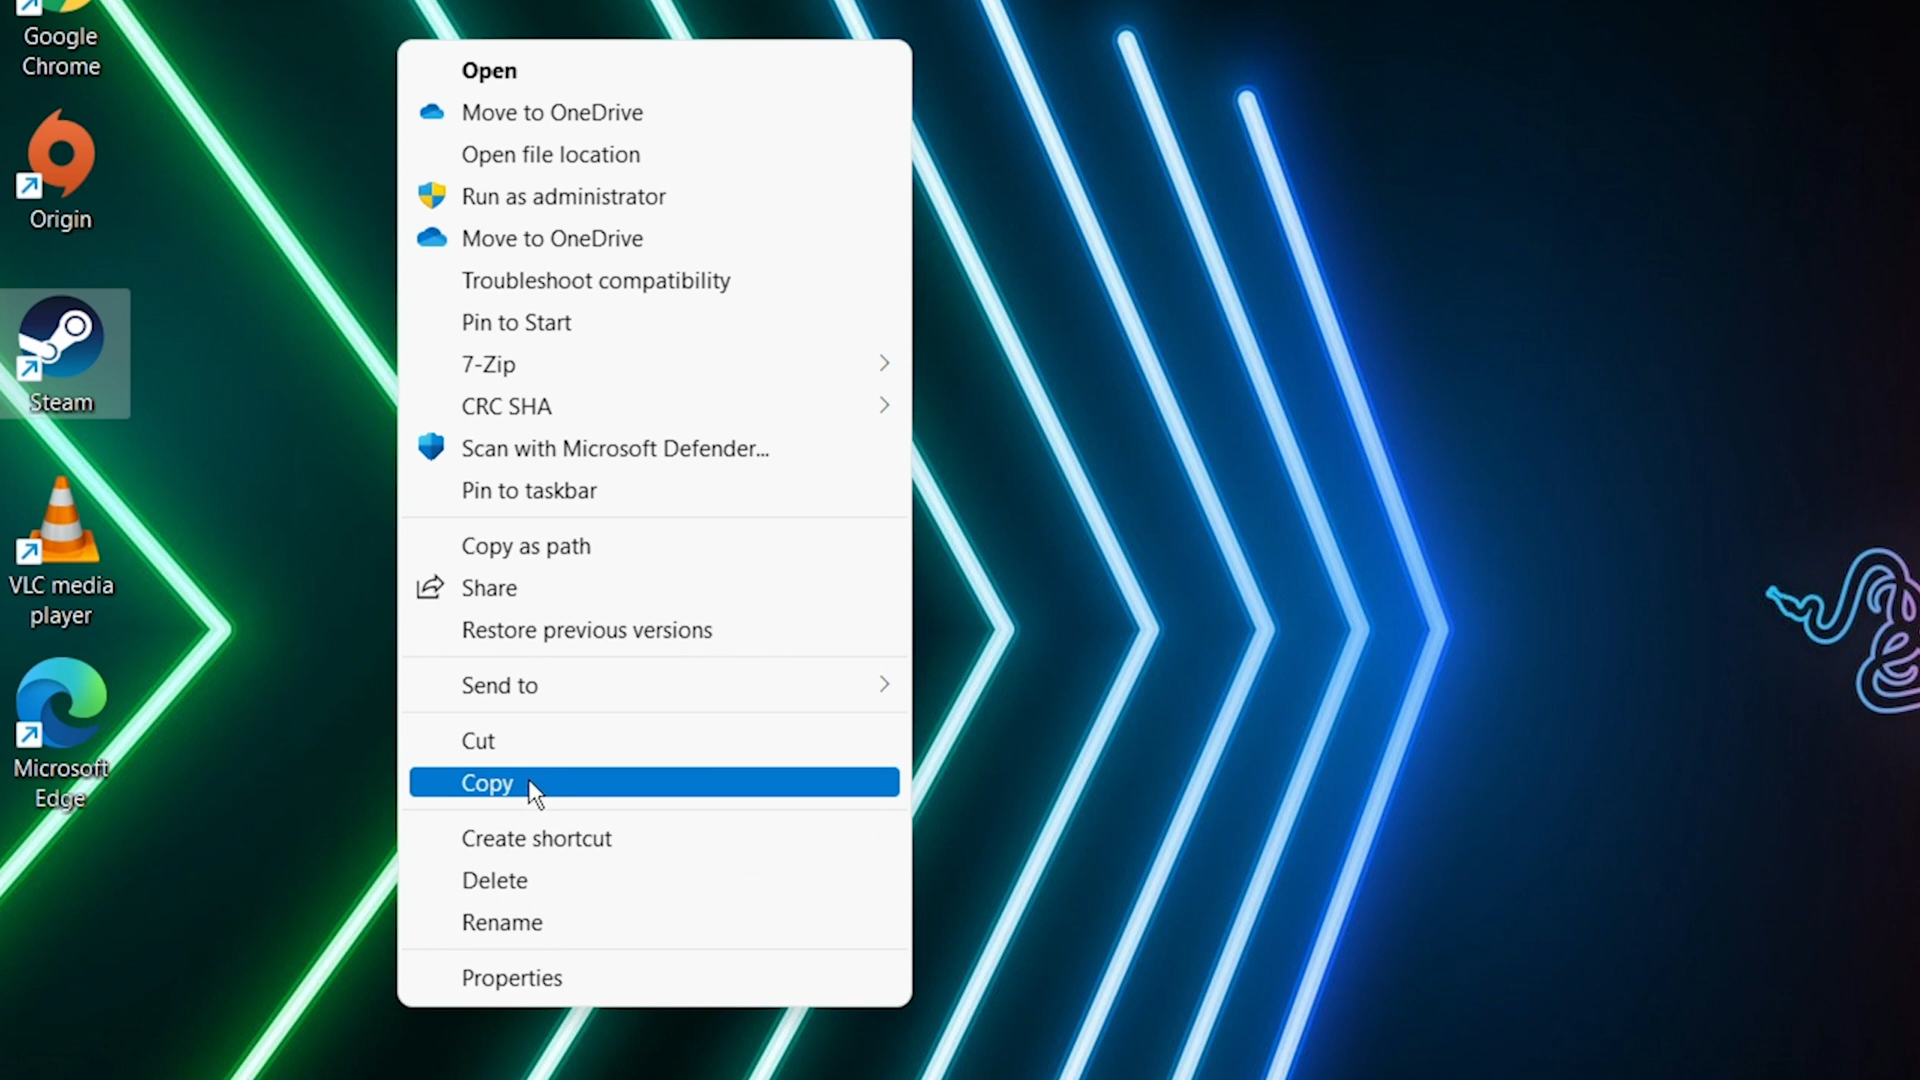 Google
Chrome
Origin
Steam
VLC media
player
Microsoft
Edge
Open
Move to OneDrive
Open file location
Run as administrator
Move to OneDrive
Troubleshoot compatibility
Pin to Start
7-Zip
CRC SHA
Scan with Microsoft Defender...
Pin to taskbar
Copy as path
Share
Restore previous versions
Send to
Cut
Copy
Create shortcut
Delete
Rename
Properties